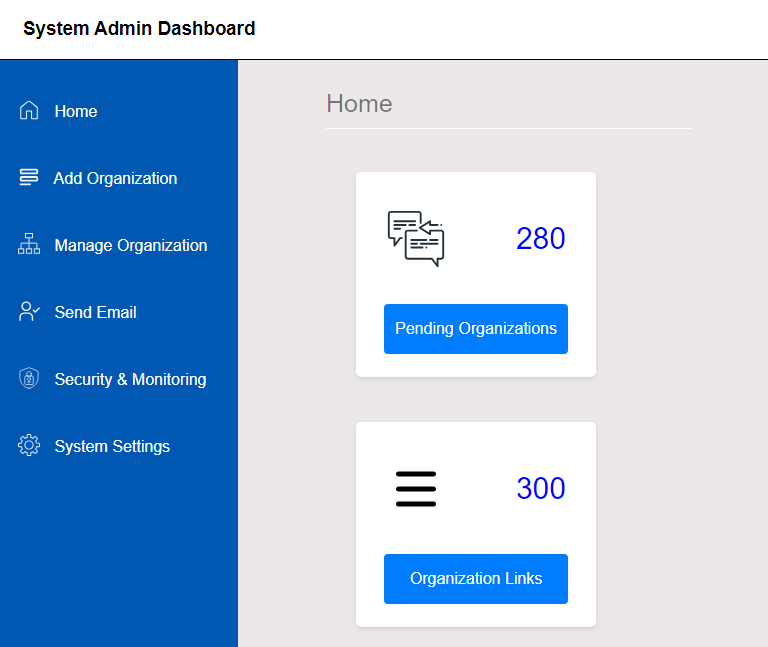 System Admin Dashboard
Home
Add Organization
Manage Organization
Send Email
Security & Monitoring
System Settings
Home
280
Pending Organizations
300
Organization Links